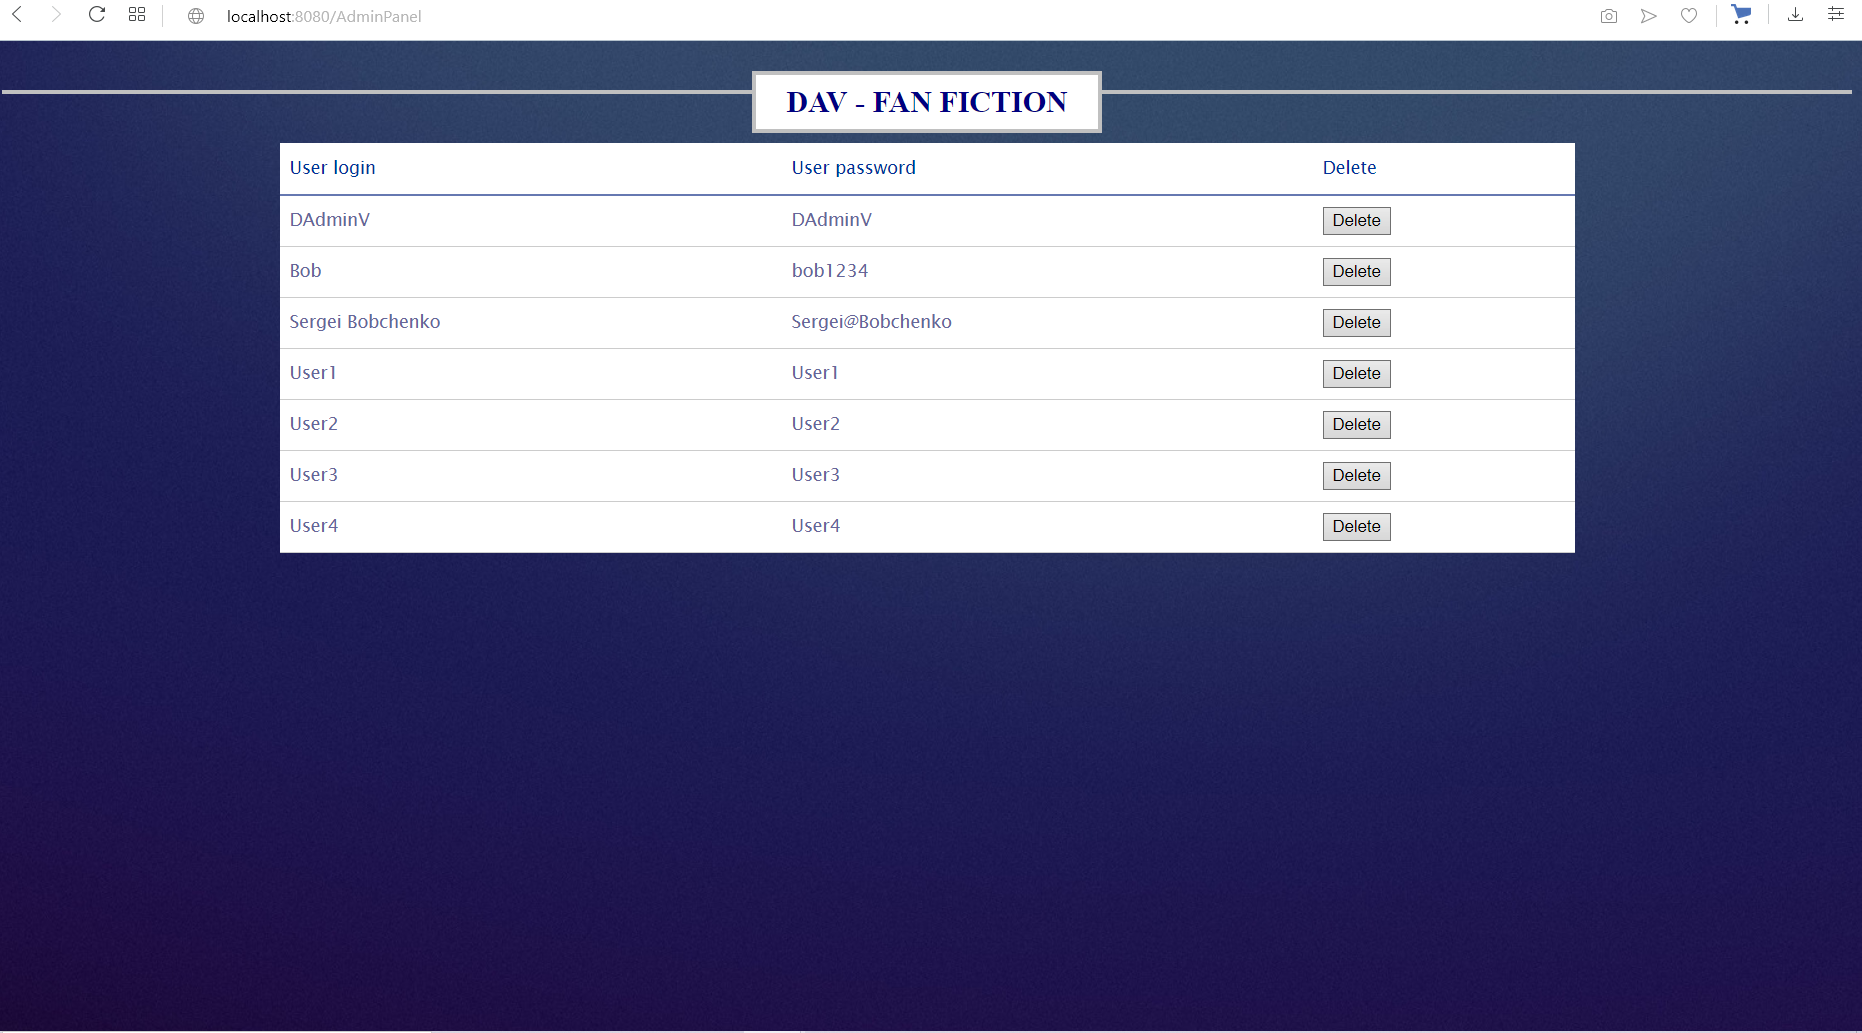 localhost:8080/AdminPanel
DAV - FAN FICTION
User login User password Delete
DAdminV DAdminV Delete
Bob bob1234 Delete
Sergei Bobchenko Sergei@Bobchenko Delete
User1 User1 Delete
User2 User2 Delete
User3 User3 Delete
User4 User4 Delete